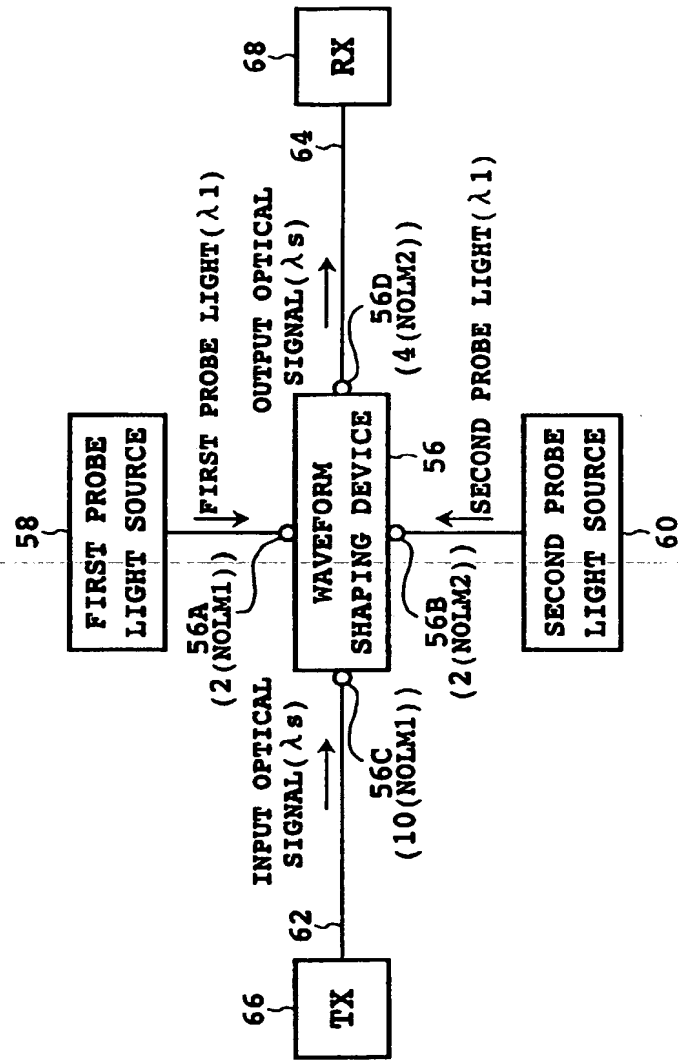 58
FIRST PROBE
LIGHT SOURCE
FIRST PROBE LIGHT(λ1)
56A
(2(NOLM1))
INPUT OPTICAL
SIGNAL(λs)
OUTPUT OPTICAL
SIGNAL(λs)
66
TX
62
WAVEFORM
SHAPING DEVICE
64
68
RX
56C
(10(NOLM1))
56B
(2(NOLM2))
56
56D
(4(NOLM2))
SECOND PROBE LIGHT(λ1)
SECOND PROBE
LIGHT SOURCE
60